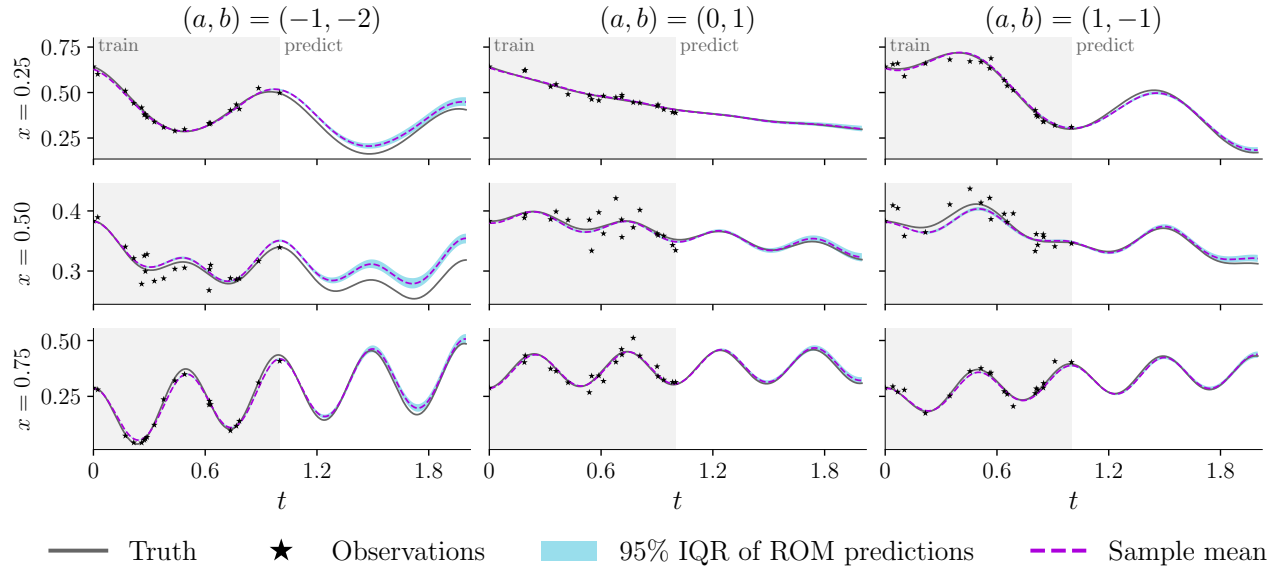 (a, b) = (−1, −2)
(a, b) = (0, 1)
(a, b) = (1, −1)
x = 0.25
0.75
0.50
0.25
train
predict
train
predict
train
predict
x = 0.50
0.4
0.3
x = 0.75
0.50
0.25
0
0.6
1.2
1.8
0
0.6
1.2
1.8
0
0.6
1.2
1.8
t
t
t
Truth
Observations
95% IQR of ROM predictions
Sample mean